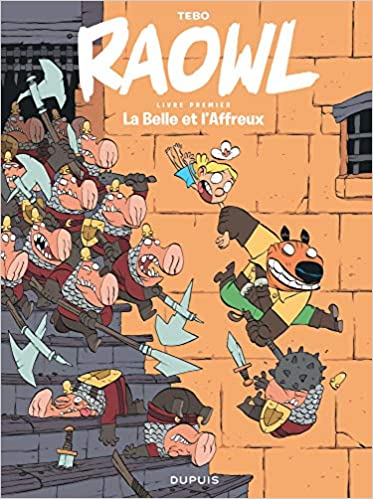 TEBO
RAOWL
LIVRE PREMIER
La Belle et l'Affreux
DUPUIS